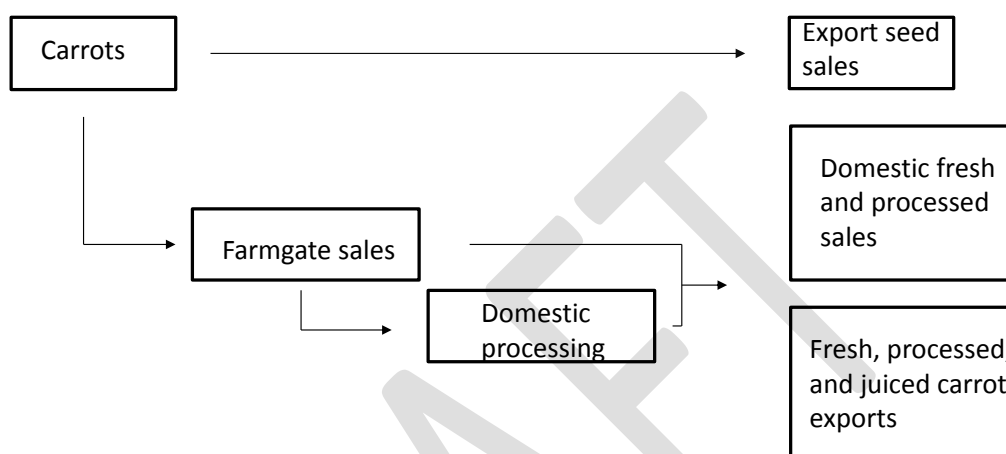 Carrots
Export seed
sales
Domestic fresh
and processed
sales
Farmgate sales
Domestic
processing
Fresh, processed,
and juiced carrot
exports